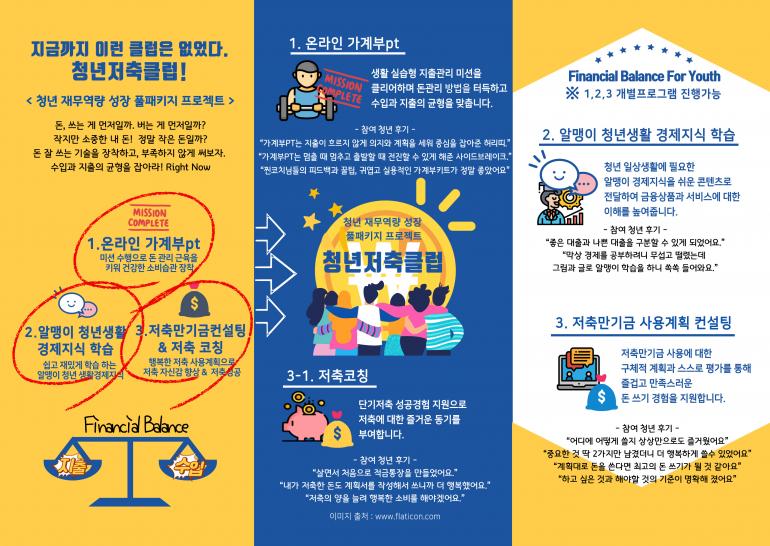 지금까지 이런 클럽은 없었다.
청년저축클럽!
< 청년 재무역량 성장 풀패키지 프로젝트 >
돈, 쓰는 게 먼저일까. 버는 게 먼저일까?
작지만 소중한 내 돈! 정말 작은 돈일까?
돈 잘 쓰는 기술을 장착하고, 부족하지 않게 써보자.
수입과 지출의 균형을 잡아라! Right Now
MISSION
COMPLETE
1.온라인 가계부pt
미션 수행으로 돈 관리 근육을
키워 건강한 소비습관 장착
2.알맹이 청년생활
경제지식 학습
쉽고 재밌게 학습 하는
알맹이 청년 생활경제지식
3.저축만기금컨설팅
& 저축 코칭
행복한 저축 사용계획으로
저축 자신감 향상 & 저축성공
Financial Balance
지출
수입
1. 온라인 가계부pt
MISSION
COMPLETE
생활 실습형 지출관리 미션을
클리어하며 돈관리 방법을 터득하고
수입과 지출의 균형을 맞춥니다.
- 참여 청년 후기 -
“가계부PT는 지출이 흐르지 않게 의지와 계획을 세워 중심을 잡아준 허리띠.”
“가계부PT는 멈출 때 멈추고 출발할 때 전진할 수 있게 해준 사이드브레이크.”
“핀코치님들의 피드백과 꿀팁, 귀엽고 실용적인 가계부키트가 정말 좋았어요”
청년 재무역량 성장
풀패키지 프로젝트
청년저축클럽
3-1. 저축코칭
단기저축 성공경험 지원으로
저축에 대한 즐거운 동기를
부여합니다.
- 참여 청년 후기 -
“살면서 처음으로 적금통장을 만들었어요.”
“내가 저축한 돈도 계획서를 작성해서 쓰니까 더 행복했어요.”
“저축의 양을 늘려 행복한 소비를 해야겠어요.”
이미지 출처 : www.flaticon.com
Financial Balance For Youth
※ 1,2,3 개별프로그램 진행가능
2. 알맹이 청년생활 경제지식 학습
청년 일상생활에 필요한
알맹이 경제지식을 쉬운 콘텐츠로
전달하여 금융상품과 서비스에 대한
이해를 높여줍니다.
- 참여 청년 후기 -
“좋은 대출과 나쁜 대출을 구분할 수 있게 되었어요.”
“막상 경제를 공부하려니 무섭고 떨렸는데
그림과 글로 알맹이 학습을 하니 쏙쏙 들어와요.”
3. 저축만기금 사용계획 컨설팅
저축만기금 사용에 대한
구체적 계획과 스스로 평가를 통해
즐겁고 만족스러운
돈 쓰기 경험을 지원합니다.
- 참여 청년 후기 -
“어디에 어떻게 쓸지 상상만으로도 즐거웠어요”
“중요한 것 딱 2가지만 남겼더니 더 행복하게 쓸수 있었어요”
“계획대로 돈을 쓴다면 최고의 돈 쓰기가 될 것 같아요”
“하고 싶은 것과 해야할 것의 기준이 명확해 졌어요”